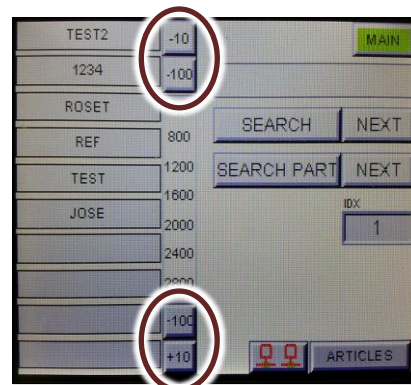 TEST2 -10 MAIN
1234 -100
ROSET
REF 800 SEARCH NEXT
TEST 1200 SEARCH PART NEXT
1600 IDX
JOSE 2000 1
2400
2800
-100
+10 ARTICLES